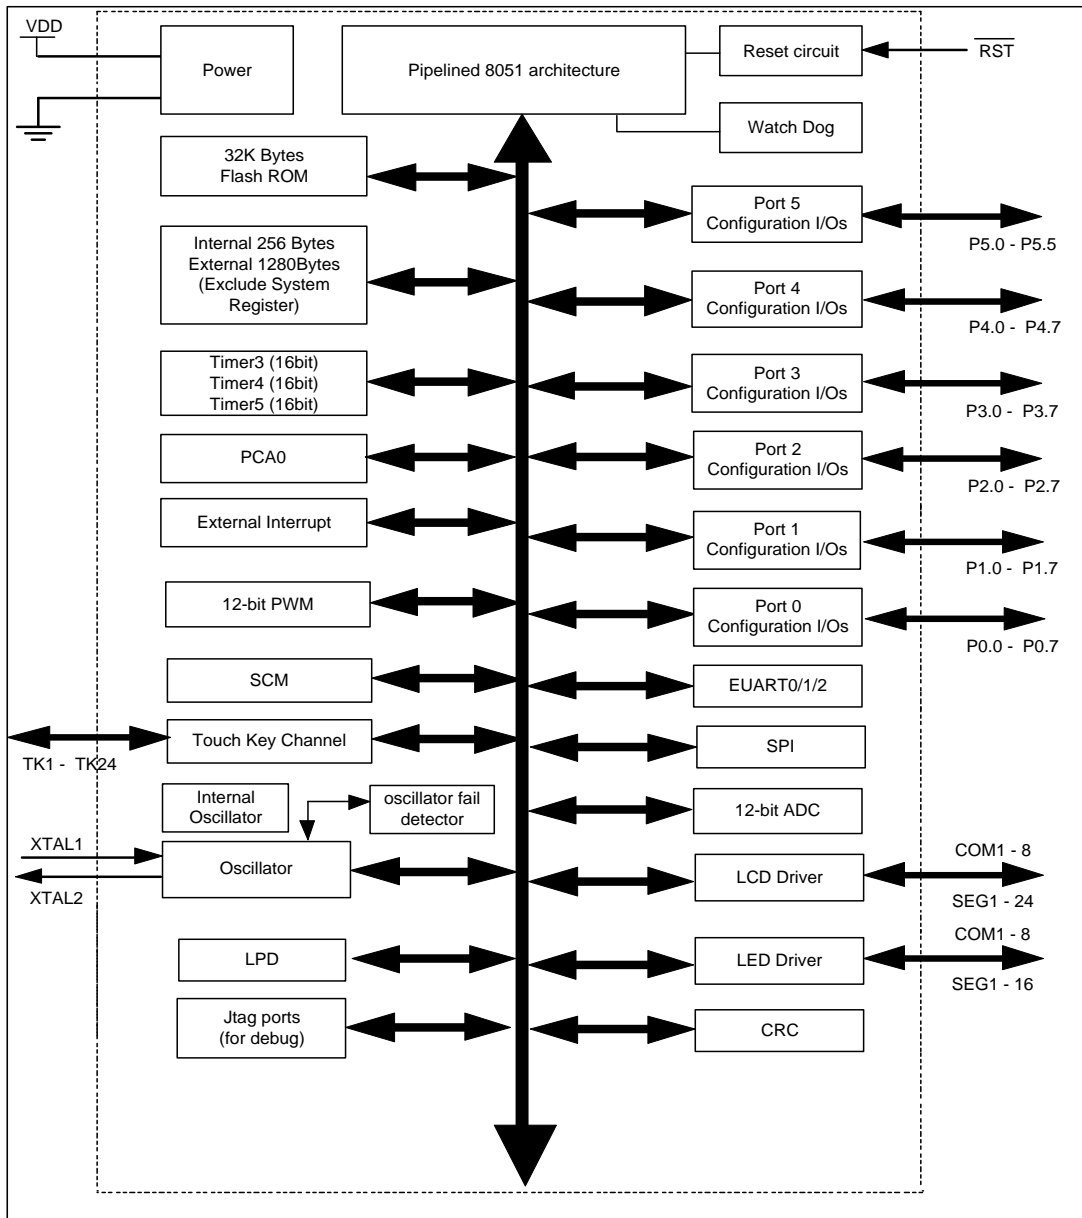 VDD
Power
Pipelined 8051 architecture
Reset circuit
RST
Watch Dog
32K Bytes
Flash ROM
Port 5
Configuration I/Os
P5.0 - P5.5
Internal 256 Bytes
External 1280Bytes
(Exclude System
Register)
Port 4
Configuration I/Os
P4.0 - P4.7
Timer3 (16bit)
Timer4 (16bit)
Timer5 (16bit)
Port 3
Configuration I/Os
P3.0 - P3.7
PCA0
Port 2
Configuration I/Os
P2.0 - P2.7
External Interrupt
Port 1
Configuration I/Os
P1.0 - P1.7
12-bit PWM
Port 0
Configuration I/Os
P0.0 - P0.7
SCM
EUART0/1/2
Touch Key Channel
TK1 - TK24
SPI
Internal
Oscillator
oscillator fail
detector
12-bit ADC
XTAL1
Oscillator
XTAL2
LCD Driver
COM1 - 8
SEG1 - 24
LPD
LED Driver
COM1 - 8
SEG1 - 16
Jtag ports
(for debug)
CRC